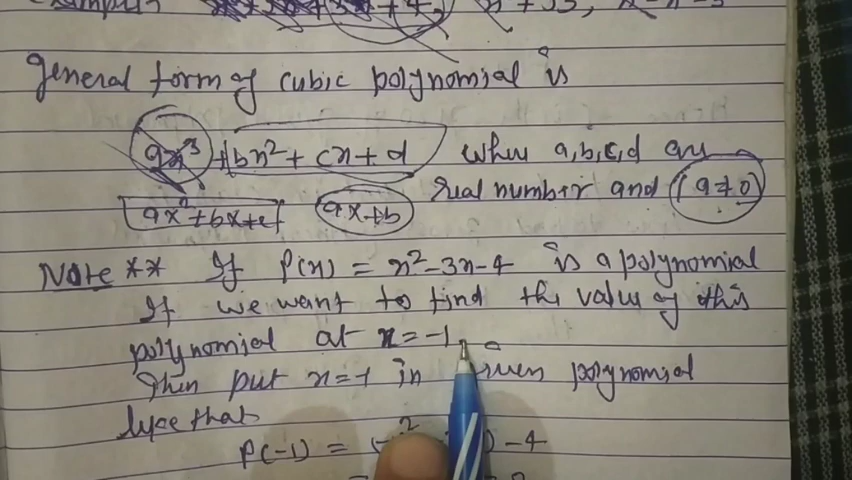 General form of cubic polynomial is
ax³ + bx² + cx + d where a,b,c,d are
real number and (a ≠ 0)
ax² + bx + c ax + b
Note ** If P(x) = x² - 3x - 4 is a polynomial
If we want to find the value of this
polynomial at x = -1
Then put x = -1 in polynomial
like that
P(-1) = ² ) - 4